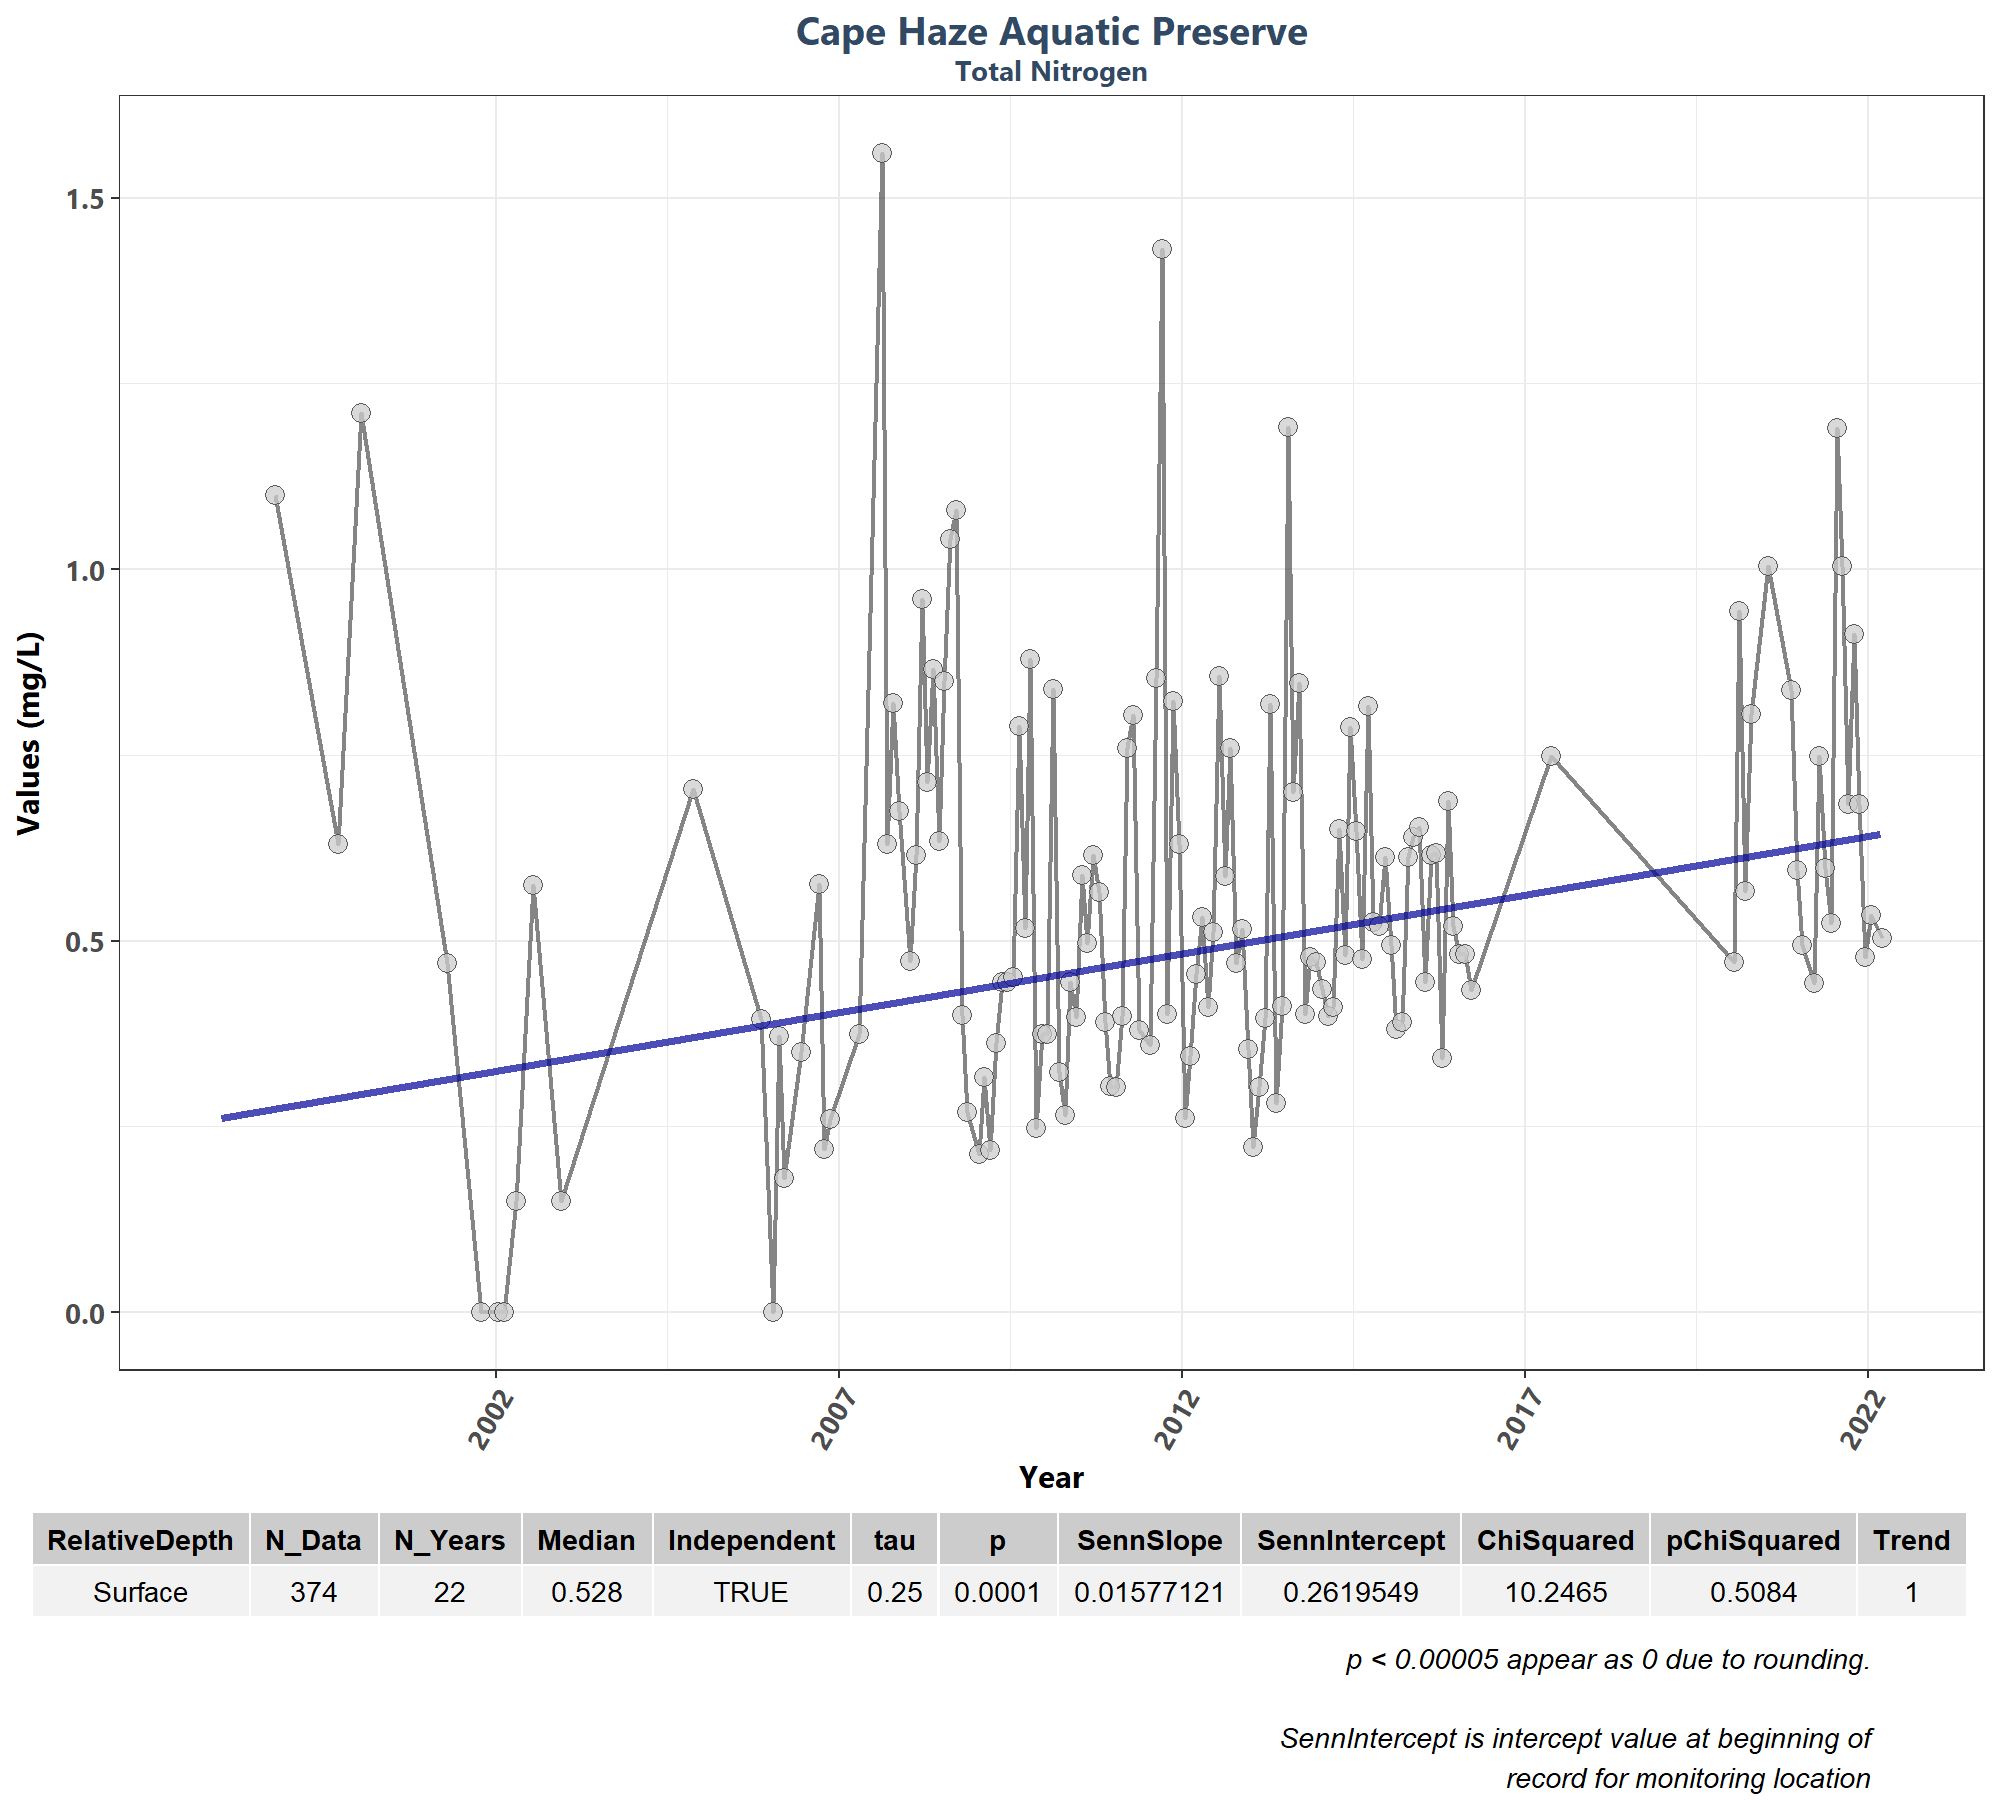 Cape Haze Aquatic Preserve
Total Nitrogen
Values (mg/L)
1.5
1.0
0.5
0.0
2002 2007 2012 2017 2022
Year
RelativeDepth N_Data N_Years Median Independent tau p SennSlope SennIntercept ChiSquared pChiSquared Trend
Surface 374 22 0.528 TRUE 0.25 0.0001 0.01577121 0.2619549 10.2465 0.5084 1
p < 0.00005 appear as 0 due to rounding.
SennIntercept is intercept value at beginning of
record for monitoring location